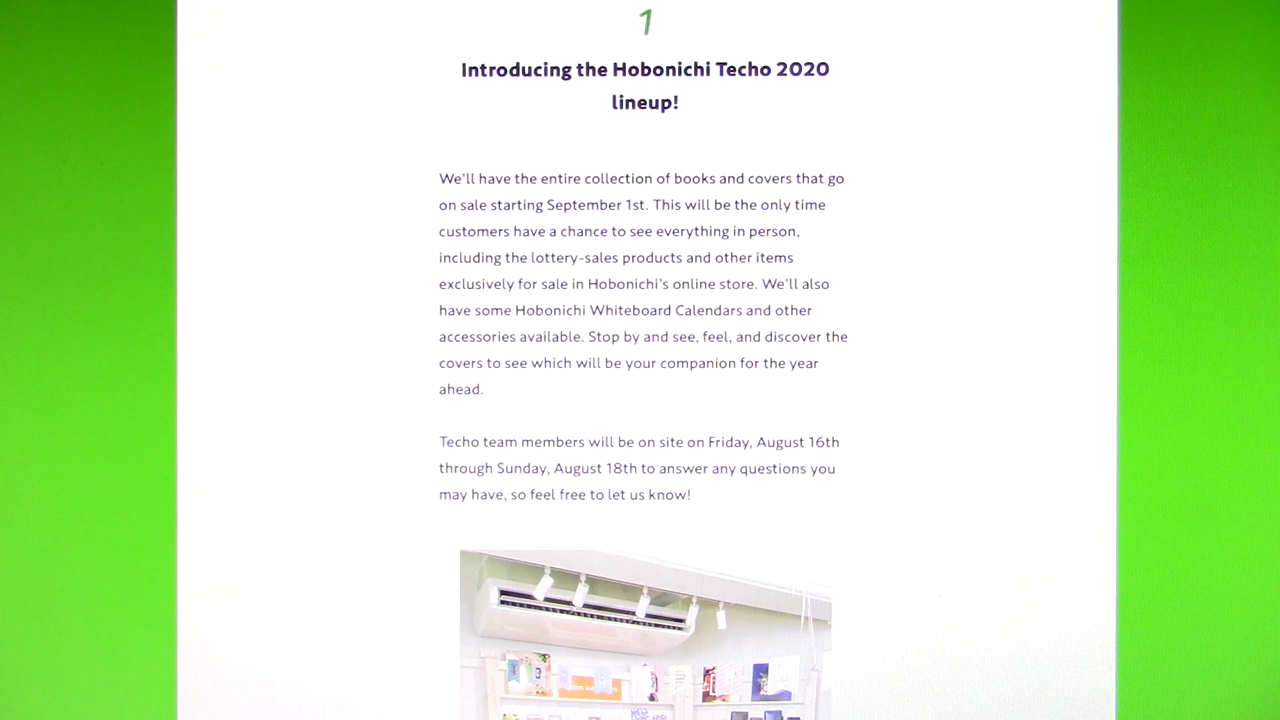 1
Introducing the Hobonichi Techo 2020
lineup!
We'll have the entire collection of books and covers that go
on sale starting September 1st. This will be the only time
customers have a chance to see everything in person,
including the lottery-sales products and other items
exclusively for sale in Hobonichi's online store. We'll also
have some Hobonichi Whiteboard Calendars and other
accessories available. Stop by and see, feel, and discover the
covers to see which will be your companion for the year
ahead.
Techo team members will be on site on Friday, August 16th
through Sunday, August 18th to answer any questions you
may have, so feel free to let us know!